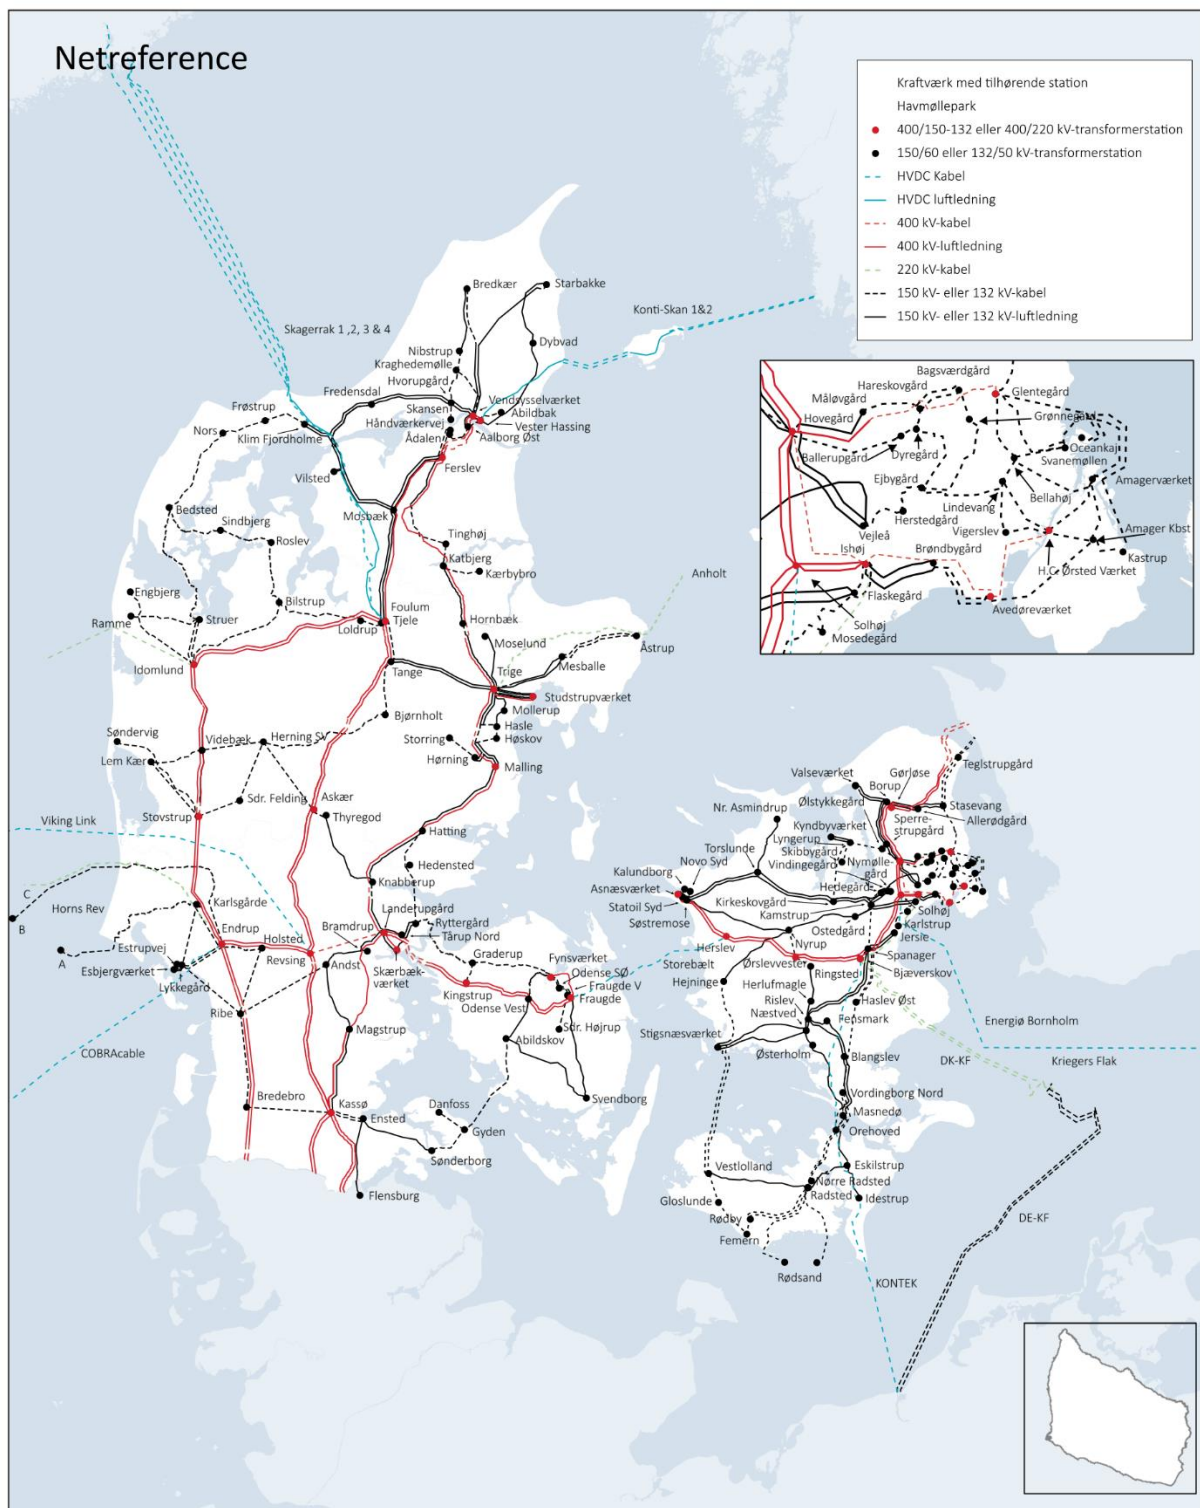 Netreference
Kraftværk med tilhørende station
Havmøllepark
400/150-132 eller 400/220 kV-transformerstation
150/60 eller 132/50 kV-transformerstation
HVDC Kabel
HVDC luftledning
400 kV-kabel
400 kV-luftledning
220 kV-kabel
150 kV- eller 132 kV-kabel
150 kV- eller 132 kV-luftledning
Bredkær
Starbakke
Konti-Skan 1&2
Skagerrak 1 ,2, 3 & 4
Dybvad
Nibstrup
Kraghedemølle
Hvorupgård
Fredensdal
Vendsysselværket
Skansen
Abildbak
Frøstrup
Håndværkervej
Vester Hassing
Nors
Klim Fjordholme
Ådalen
Aalborg Øst
Ferslev
Vilsted
Mosbæk
Bedsted
Sindbjerg
Tinghøj
Roslev
Katbjerg
Kærbybro
Anholt
Engbjerg
Bilstrup
Foulum
Ramme
Struer
Loldrup
Tjele
Hornbæk
Moselund
Åstrup
Idomlund
Tange
Trige
Mesballe
Studstrupværket
Bjørnholt
Mollerup
Hasle
Søndervig
Videbæk
Herning SV
Storring
Høskov
Lem Kær
Hørning
Malling
Sdr. Felding
Askær
Stovstrup
Thyregod
Viking Link
Hatting
Hedensted
Knabberup
C
Horns Rev
Karlsgårde
Landerupgård
B
Bramdrup
Ryttergård
Endrup
Holsted
Tårup Nord
Estrupvej
Revsing
A
Andst
Graderup
Fynsværket
Esbjergværket
Skærbæk-
værket
Odense SØ
Lykkegård
Fraugde V
Kingstrup
Fraugde
Ribe
Odense Vest
Magstrup
Sdr. Højrup
COBRAcable
Abildskov
Bredebro
Kassø
Danfoss
Svendborg
Ensted
Gyden
Sønderborg
Flensburg
Bagsværdgård
Hareskovgård
Glentegård
Måløvgård
Grønnegård
Hovegård
Oceankaj
Ballerupgård
Dyregård
Svanemøllen
Ejbygård
Amagerværket
Bellahøj
Lindevang
Herstedgård
Amager Kbst
Vejleå
Vigerslev
Ishøj
Brøndbygård
Kastrup
H.C. Ørsted Værket
Flaskegård
Avedøreværket
Solhøj
Mosedegård
Teglstrupgård
Valseværket
Gørløse
Borup
Nr. Asmindrup
Ølstykkegård
Stasevang
Kyndbyværket
Allerødgård
Sperre-
strupgård
Lyngerup
Torslunde
Skibbygård
Novo Syd
Vindingegård
Nymølle-
gård
Kalundborg
Asnæsværket
Hedegård
Kirkeskovgård
Statoil Syd
Solhøj
Kamstrup
Søstremose
Karlstrup
Ostedgård
Jersie
Herslev
Nyrup
Spanager
Storebælt
Ørslevvester
Bjæverskov
Ringsted
Hejninge
Herlufmagle
Haslev Øst
Rislev
Næstved
Fensmark
Energiø Bornholm
Stigsnæsværket
DK-KF
Kriegers Flak
Østerholm
Blangslev
Vordingborg Nord
Masnedø
Orehoved
Vestlolland
Eskilstrup
Nørre Radsted
Gloslunde
Radsted
Idestrup
Rødby
DE-KF
Femern
Rødsand
KONTEK